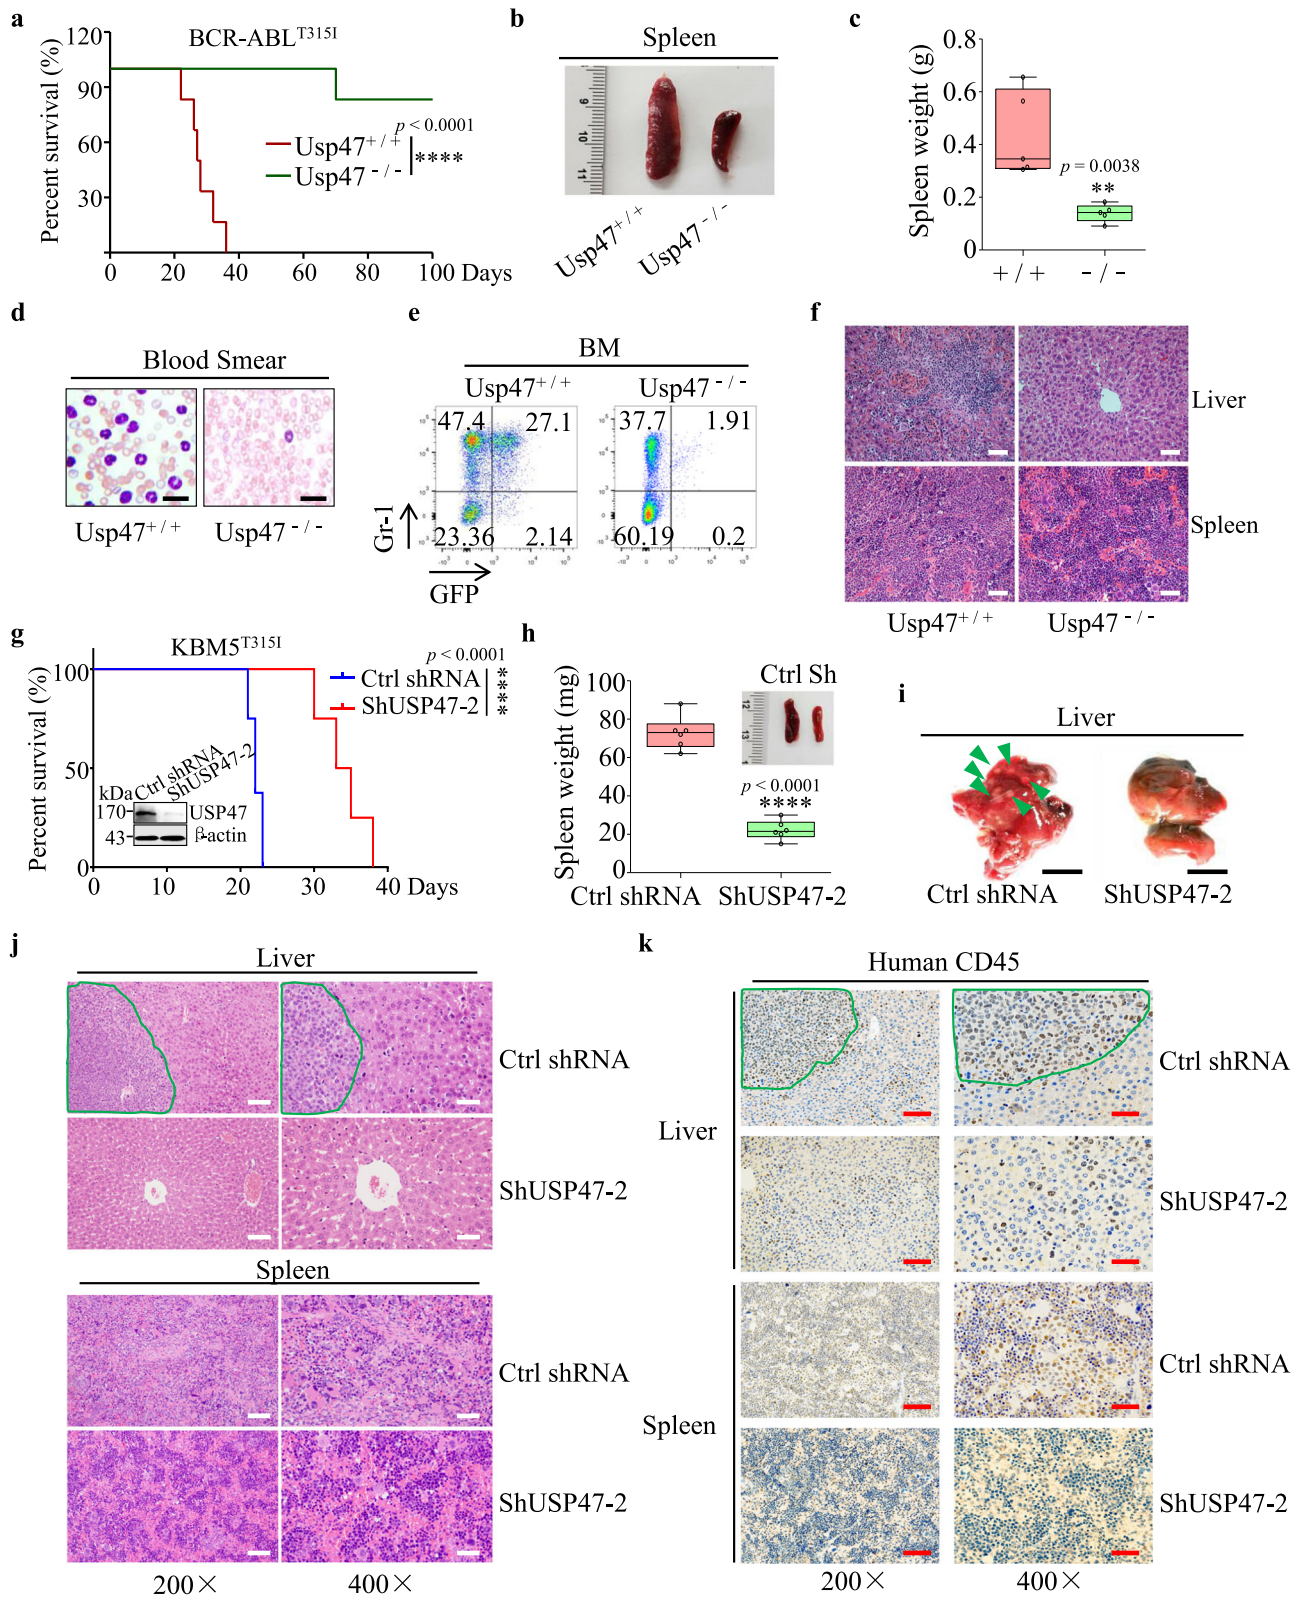 a
BCR-ABL^T315I
Percent survival (%)
120
90
60
30
0 20 40 60 80 100 Days
p < 0.0001
Usp47^+/+
Usp47^-/-
****
b
Spleen
9
10
11
Usp47^+/+
Usp47^-/-
c
Spleen weight (g)
0.8
0.6
0.4
0.2
0
p = 0.0038
**
+/+ -/-
d
Blood Smear
Usp47^+/+ Usp47^-/-
e
BM
Usp47^+/+ Usp47^-/-
47.4 27.1
23.36 2.14
37.7 1.91
60.19 0.2
Gr-1
GFP
f
Liver
Spleen
Usp47^+/+ Usp47^-/-
g
KBM5^T315I
Percent survival (%)
100
50
0
0 10 20 30 40 Days
p < 0.0001
Ctrl shRNA
ShUSP47-2
****
Ctrl shRNA
ShUSP47-2
kDa
170 USP47
43 β-actin
h
Spleen weight (mg)
100
80
60
40
20
0
Ctrl Sh
12
13
p < 0.0001
****
Ctrl shRNA ShUSP47-2
i
Liver
Ctrl shRNA ShUSP47-2
j
Liver
Ctrl shRNA
ShUSP47-2
Spleen
Ctrl shRNA
ShUSP47-2
200× 400×
k
Human CD45
Liver
Ctrl shRNA
ShUSP47-2
Spleen
Ctrl shRNA
ShUSP47-2
200× 400×